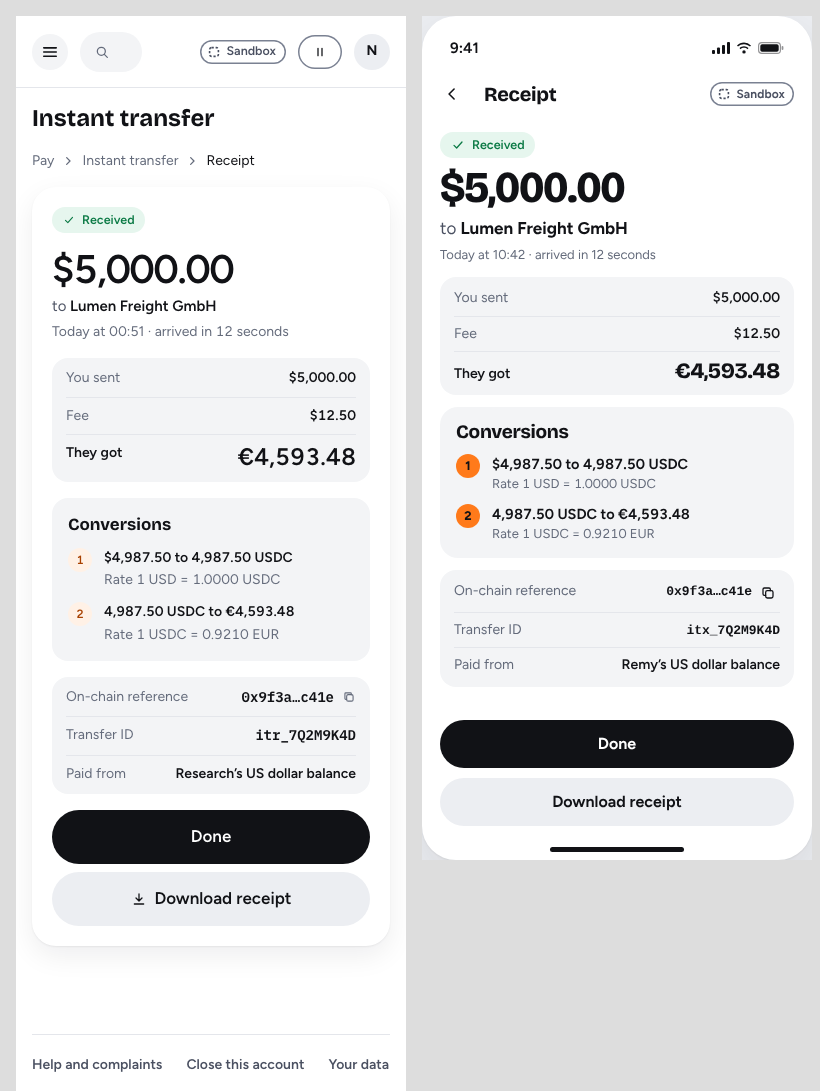 Sandbox
N
Instant transfer
Pay > Instant transfer > Receipt
Received
$5,000.00
to Lumen Freight GmbH
Today at 00:51 · arrived in 12 seconds
You sent $5,000.00
Fee $12.50
They got €4,593.48
Conversions
1 $4,987.50 to 4,987.50 USDC
Rate 1 USD = 1.0000 USDC
2 4,987.50 USDC to €4,593.48
Rate 1 USDC = 0.9210 EUR
On-chain reference 0x9f3a…c41e
Transfer ID itr_7Q2M9K4D
Paid from Research’s US dollar balance
Done
Download receipt
Help and complaints Close this account Your data
9:41
Receipt Sandbox
Received
$5,000.00
to Lumen Freight GmbH
Today at 10:42 · arrived in 12 seconds
You sent $5,000.00
Fee $12.50
They got €4,593.48
Conversions
1 $4,987.50 to 4,987.50 USDC
Rate 1 USD = 1.0000 USDC
2 4,987.50 USDC to €4,593.48
Rate 1 USDC = 0.9210 EUR
On-chain reference 0x9f3a…c41e
Transfer ID itx_7Q2M9K4D
Paid from Remy’s US dollar balance
Done
Download receipt